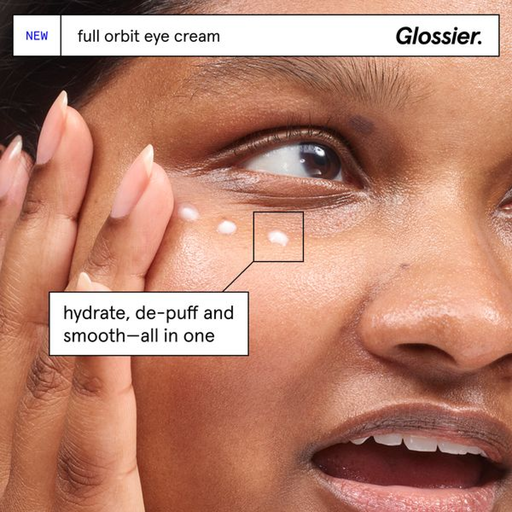 NEW
full orbit eye cream
Glossier.
hydrate, de-puff and
smooth—all in one